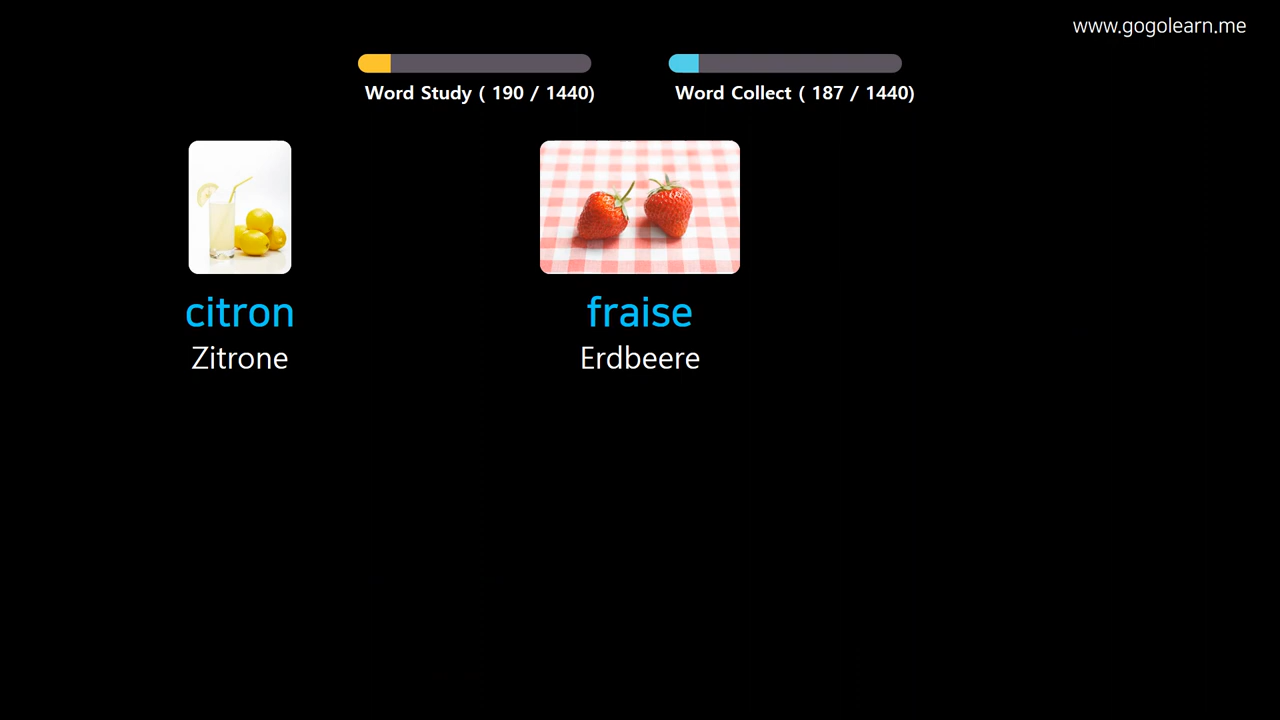 www.gogolearn.me
Word Study ( 190 / 1440)
Word Collect ( 187 / 1440)
citron
Zitrone
fraise
Erdbeere